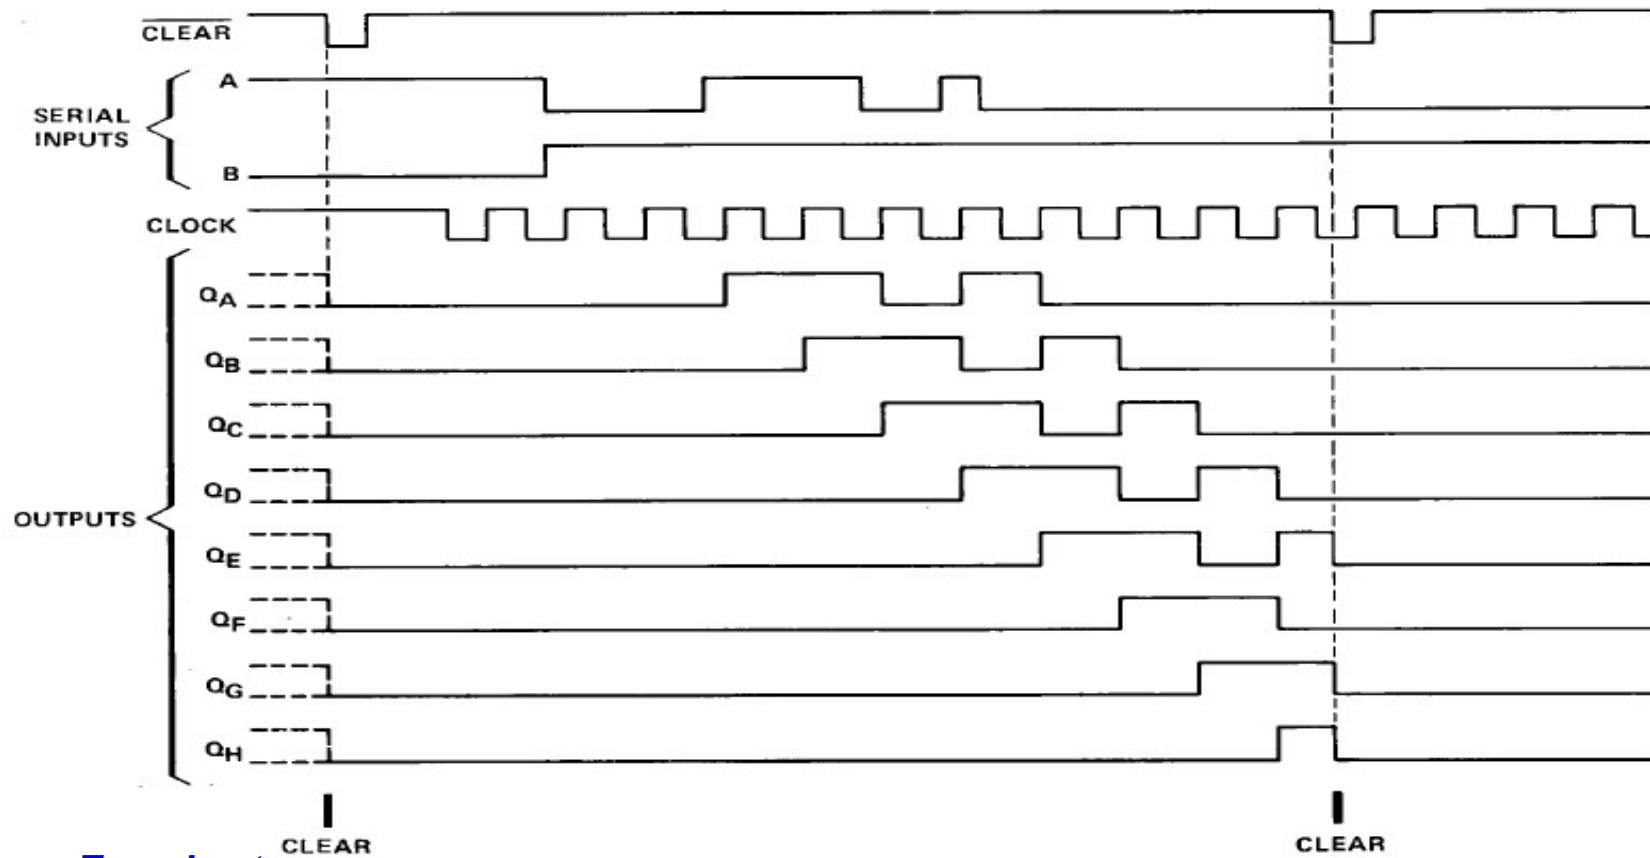 CLEAR
A
SERIAL
INPUTS
B
CLOCK
QA
QB
QC
QD
OUTPUTS
QE
QF
QG
QH
CLEAR
CLEAR